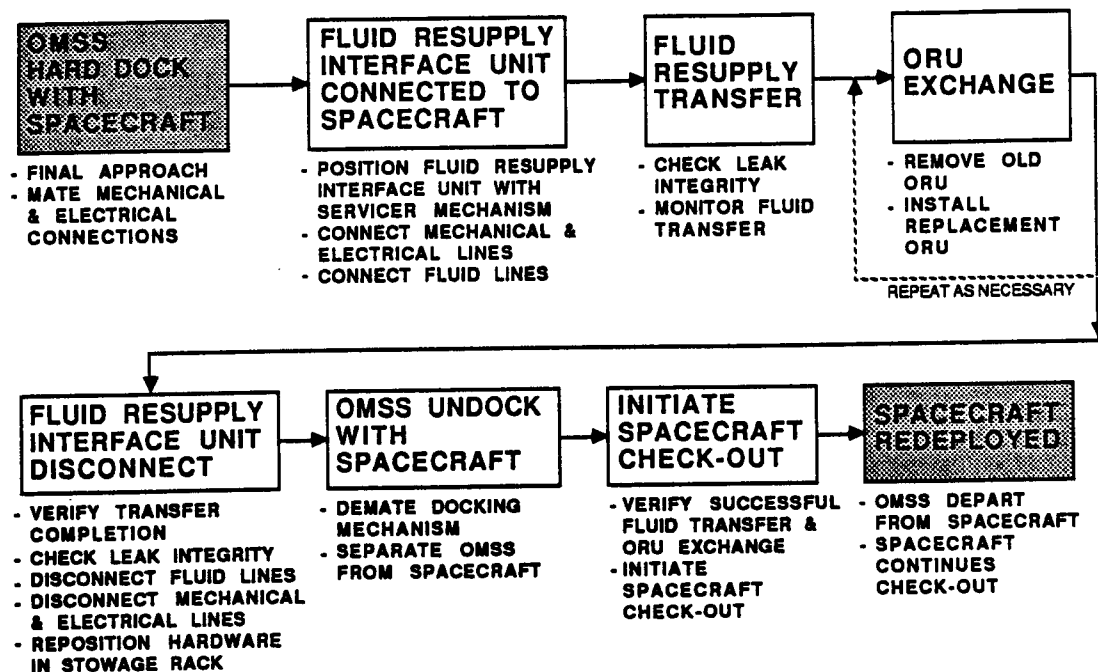 OMSS
HARD DOCK
WITH
SPACECRAFT
- FINAL APPROACH
- MATE MECHANICAL
& ELECTRICAL
CONNECTIONS
FLUID RESUPPLY
INTERFACE UNIT
CONNECTED TO
SPACECRAFT
- POSITION FLUID RESUPPLY
INTERFACE UNIT WITH
SERVICER MECHANISM
- CONNECT MECHANICAL &
ELECTRICAL LINES
- CONNECT FLUID LINES
FLUID
RESUPPLY
TRANSFER
- CHECK LEAK
INTEGRITY
- MONITOR FLUID
TRANSFER
ORU
EXCHANGE
- REMOVE OLD
ORU
- INSTALL
REPLACEMENT
ORU
REPEAT AS NECESSARY
FLUID RESUPPLY
INTERFACE UNIT
DISCONNECT
- VERIFY TRANSFER
COMPLETION
- CHECK LEAK INTEGRITY
- DISCONNECT FLUID LINES
- DISCONNECT MECHANICAL
& ELECTRICAL LINES
- REPOSITION HARDWARE
IN STOWAGE RACK
OMSS UNDOCK
WITH
SPACECRAFT
- DEMATE DOCKING
MECHANISM
- SEPARATE OMSS
FROM SPACECRAFT
INITIATE
SPACECRAFT
CHECK-OUT
- VERIFY SUCCESSFUL
FLUID TRANSFER &
ORU EXCHANGE
- INITIATE
SPACECRAFT
CHECK-OUT
SPACECRAFT
REDEPLOYED
- OMSS DEPART
FROM SPACECRAFT
- SPACECRAFT
CONTINUES
CHECK-OUT